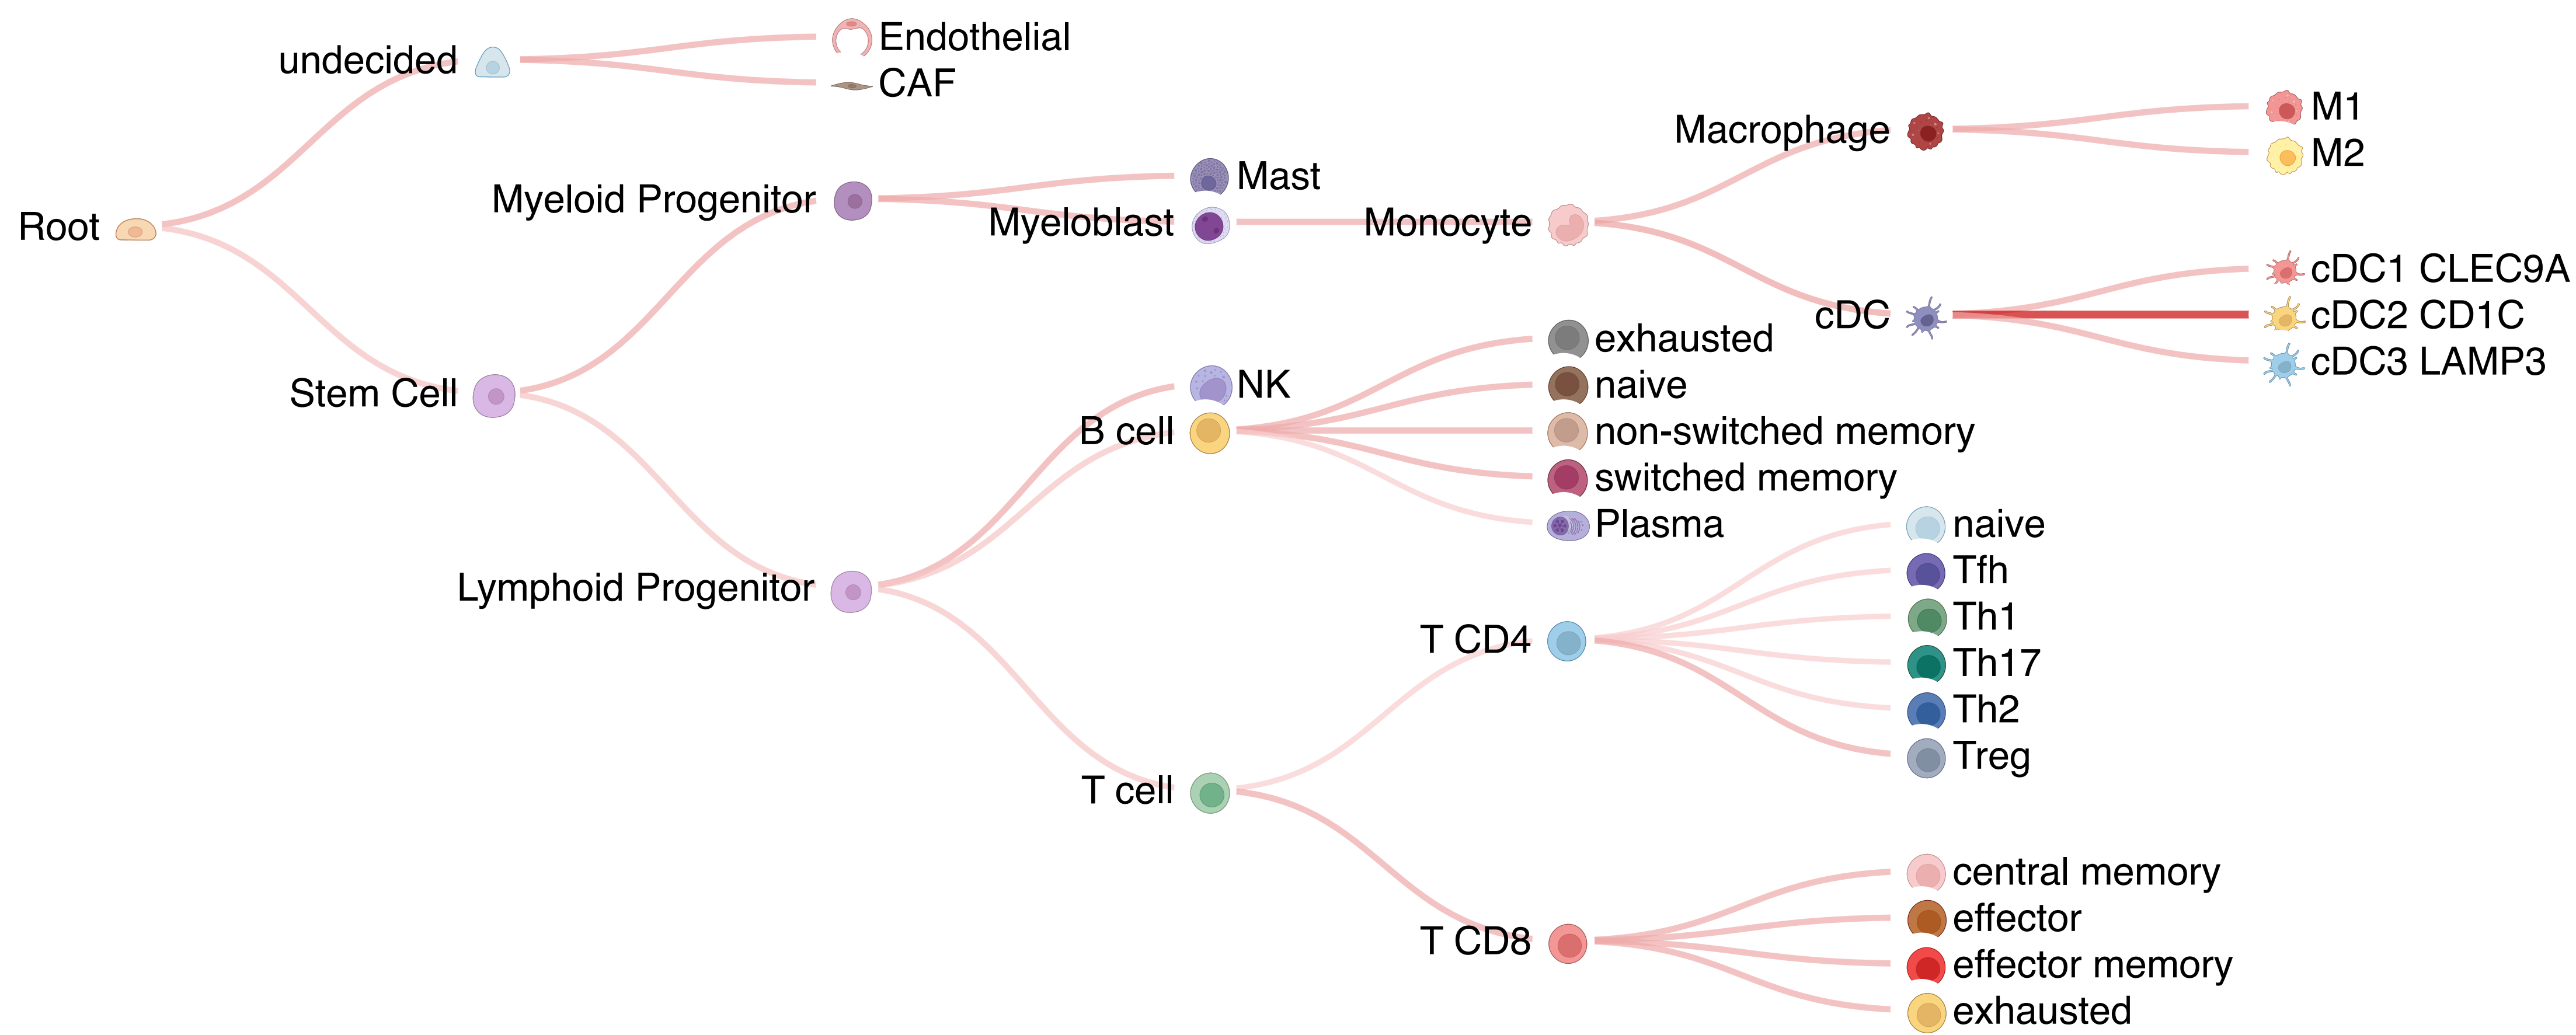 Root
undecided
Endothelial
CAF
Stem Cell
Myeloid Progenitor
Mast
Myeloblast
Monocyte
Macrophage
M1
M2
cDC
cDC1 CLEC9A
cDC2 CD1C
cDC3 LAMP3
Lymphoid Progenitor
NK
B cell
exhausted
naive
non-switched memory
switched memory
Plasma
T cell
T CD4
naive
Tfh
Th1
Th17
Th2
Treg
T CD8
central memory
effector
effector memory
exhausted